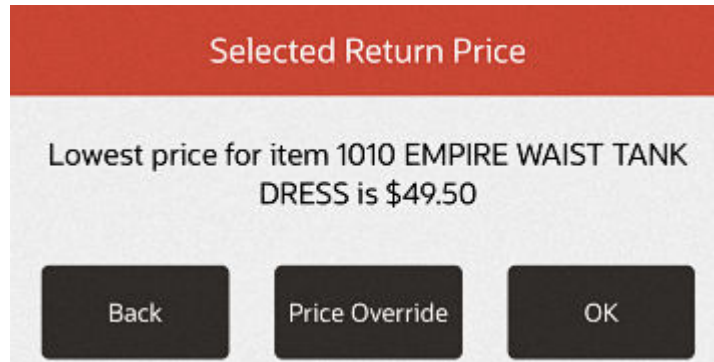 Selected Return Price
Lowest price for item 1010 EMPIRE WAIST TANK
DRESS is $49.50
Back
Price Override
OK